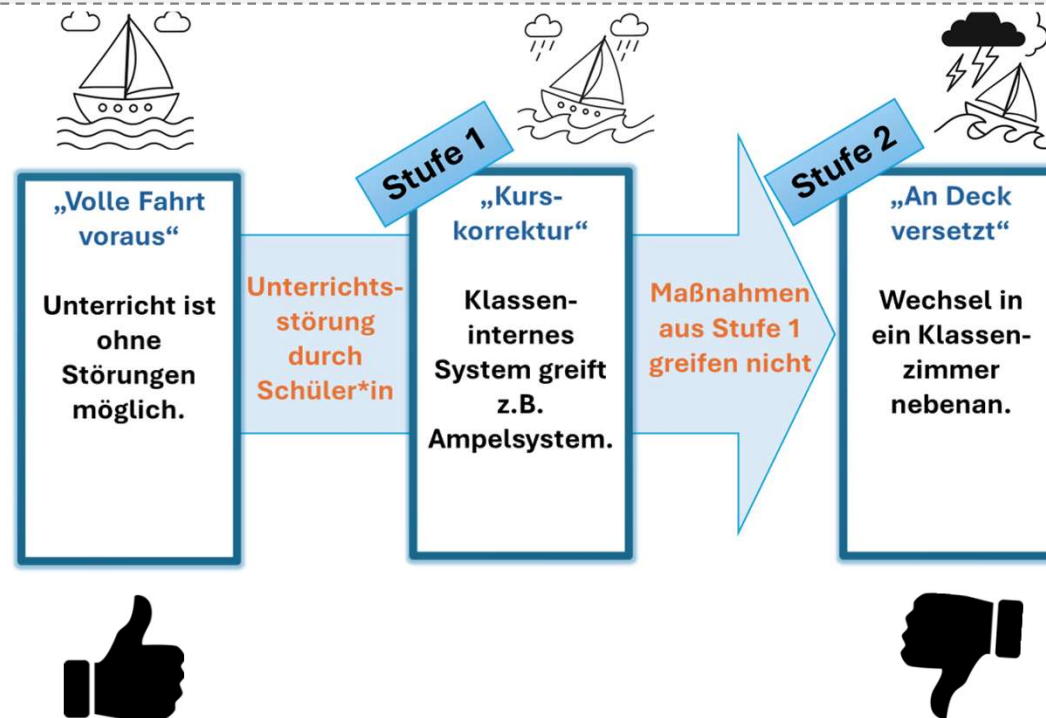 „Volle Fahrt
voraus“
Unterricht ist
ohne
Störungen
möglich.
Unterrichts-
störung
durch
Schüler*in
Stufe 1
„Kurs-
korrektur“
Klassen-
internes
System greift
z.B.
Ampelsystem.
Maßnahmen
aus Stufe 1
greifen nicht
Stufe 2
„An Deck
versetzt“
Wechsel in
ein Klassen-
zimmer
nebenan.